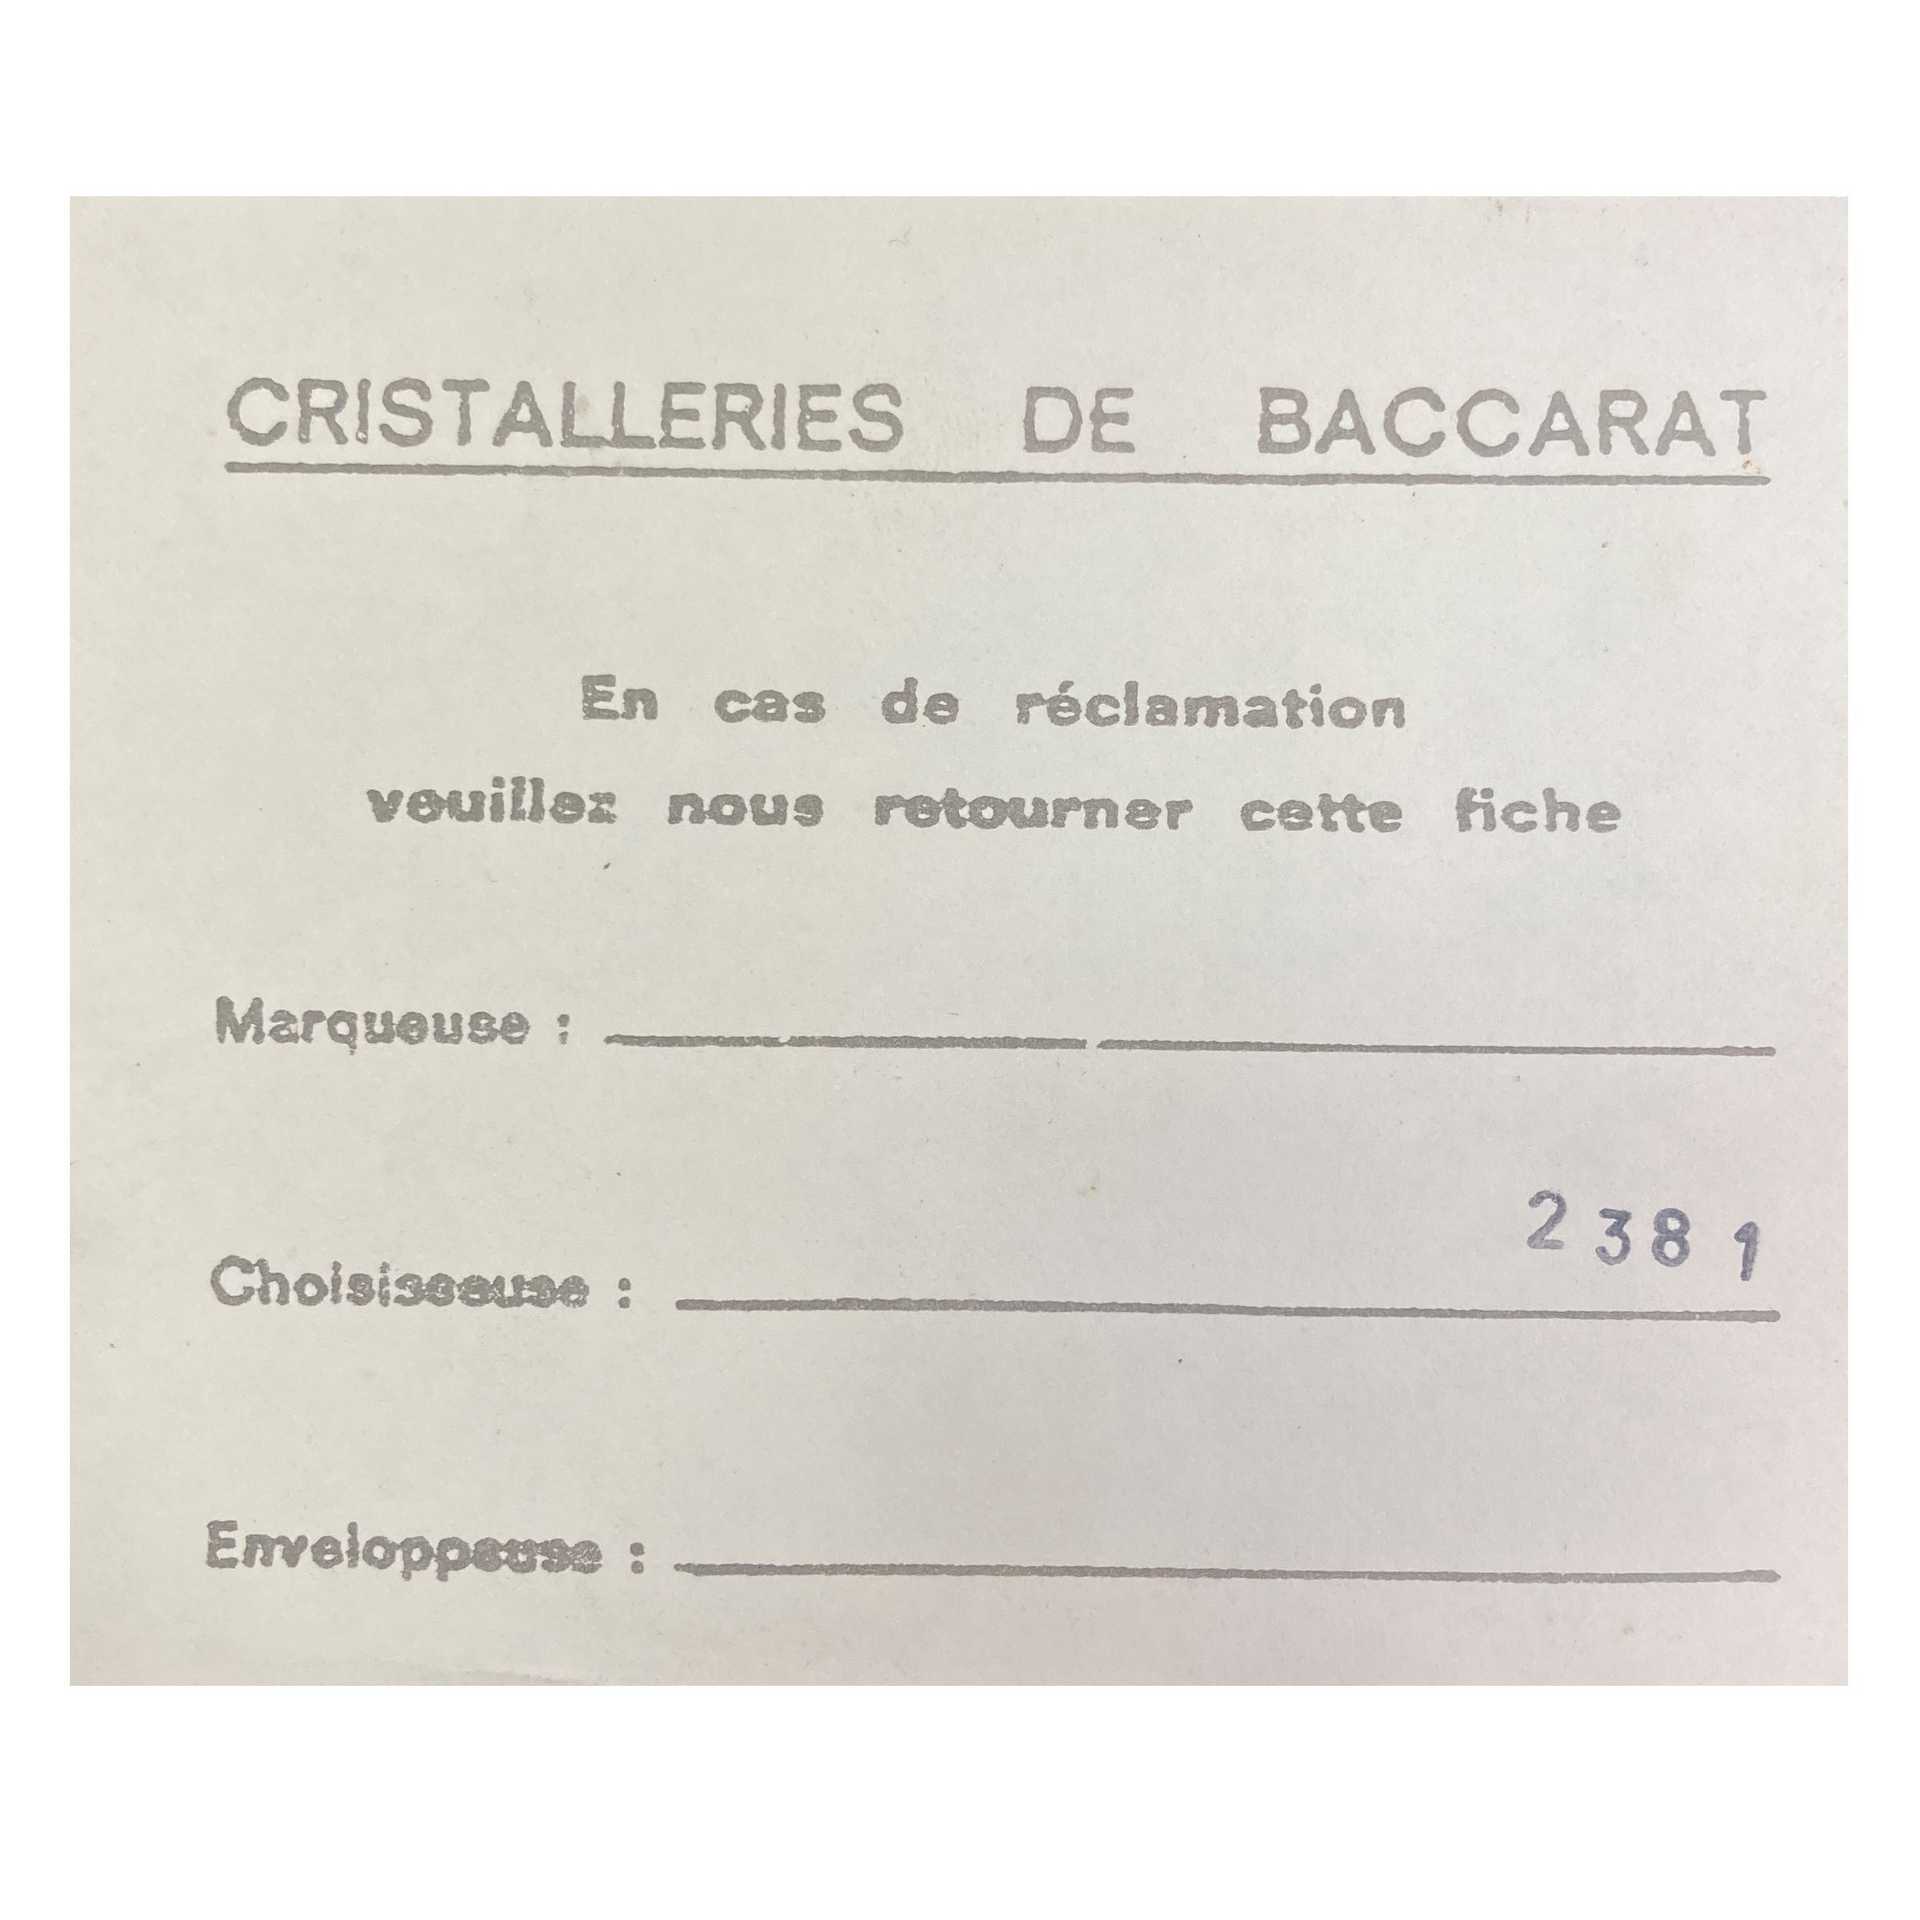 CRISTALLERIES DE BACCARAT
En cas de réclamation
veuillez nous retourner cette fiche
Marqueuse :
2381
Choisisseuse :
Enveloppeuse :